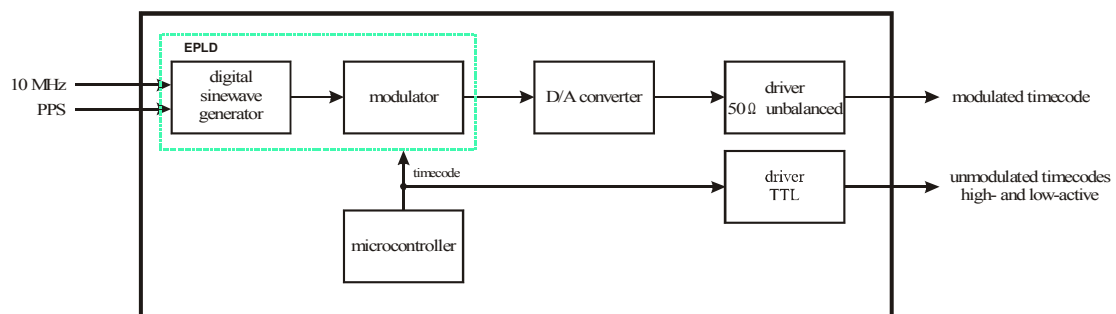 EPLD
10 MHz
PPS
digital
sinewave
generator
modulator
D/A converter
driver
50Ω unbalanced
modulated timecode
timecode
driver
TTL
unmodulated timecodes
high- and low-active
microcontroller